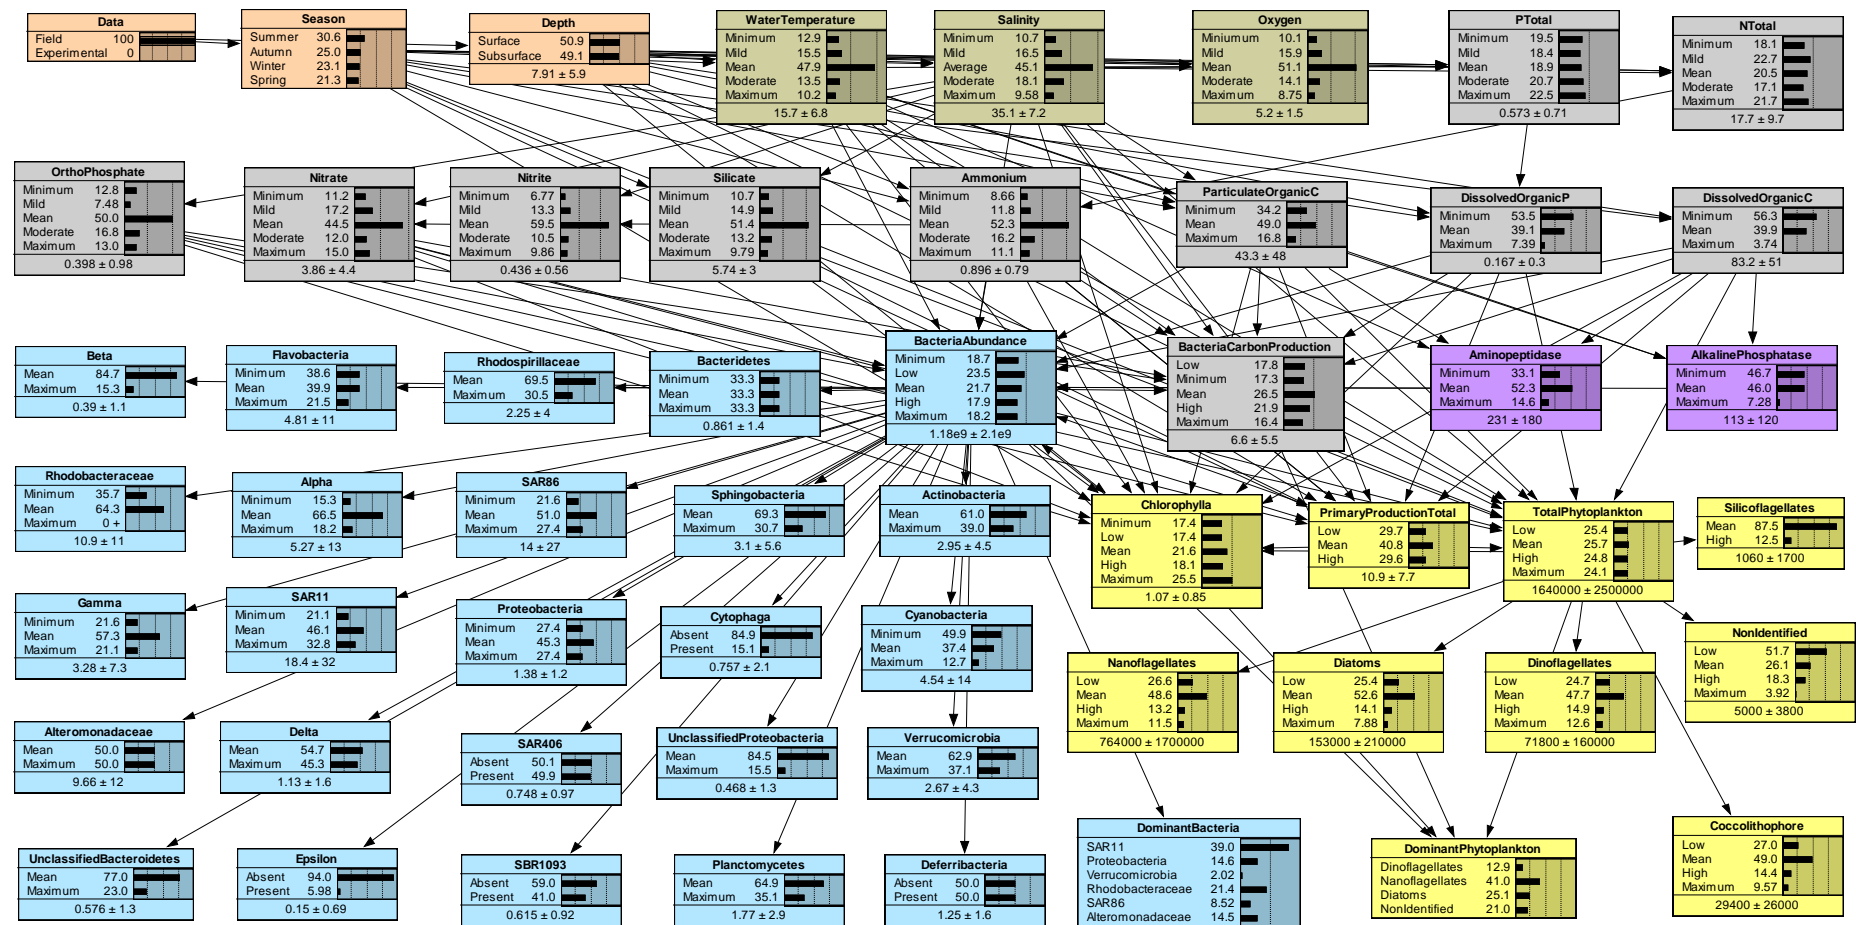 Data
Field 100
Experimental 0
Season
Summer 30.6
Autumn 25.0
Winter 23.1
Spring 21.3
Depth
Surface 50.9
Subsurface 49.1
7.91 ± 5.9
WaterTemperature
Minimum 12.9
Mild 15.5
Mean 47.9
Moderate 13.5
Maximum 10.2
15.7 ± 6.8
Salinity
Minimum 10.7
Mild 16.5
Average 45.1
Moderate 18.1
Maximum 9.58
35.1 ± 7.2
Oxygen
Miniumum 10.1
Mild 15.9
Mean 51.1
Moderate 14.1
Maximum 8.75
5.2 ± 1.5
PTotal
Minimum 19.5
Mild 18.4
Mean 18.9
Moderate 20.7
Maximum 22.5
0.573 ± 0.71
NTotal
Minimum 18.1
Mild 22.7
Mean 20.5
Moderate 17.1
Maximum 21.7
17.7 ± 9.7
OrthoPhosphate
Minimum 12.8
Mild 7.48
Mean 50.0
Moderate 16.8
Maximum 13.0
0.398 ± 0.98
Nitrate
Minimum 11.2
Mild 17.2
Mean 44.5
Moderate 12.0
Maximum 15.0
3.86 ± 4.4
Nitrite
Minimum 6.77
Mild 13.3
Mean 59.5
Moderate 10.5
Maximum 9.86
0.436 ± 0.56
Silicate
Minimum 10.7
Mild 14.9
Mean 51.4
Moderate 13.2
Maximum 9.79
5.74 ± 3
Ammonium
Minimum 8.66
Mild 11.8
Mean 52.3
Moderate 16.2
Maximum 11.1
0.896 ± 0.79
ParticulateOrganicC
Minimum 34.2
Mean 49.0
Maximum 16.8
43.3 ± 48
DissolvedOrganicP
Minimum 53.5
Mean 39.1
Maximum 7.39
0.167 ± 0.3
DissolvedOrganicC
Minimum 56.3
Mean 39.9
Maximum 3.74
83.2 ± 51
Beta
Mean 84.7
Maximum 15.3
0.39 ± 1.1
Flavobacteria
Minimum 38.6
Mean 39.9
Maximum 21.5
4.81 ± 11
Rhodospirillaceae
Mean 69.5
Maximum 30.5
2.25 ± 4
Bacteridetes
Minimum 33.3
Mean 33.3
Maximum 33.3
0.861 ± 1.4
BacteriaAbundance
Minimum 18.7
Low 23.5
Mean 21.7
High 17.9
Maximum 18.2
1.18e9 ± 2.1e9
BacteriaCarbonProduction
Low 17.8
Minimum 17.3
Mean 26.5
High 21.9
Maximum 16.4
6.6 ± 5.5
Aminopeptidase
Minimum 33.1
Mean 52.3
Maximum 14.6
231 ± 180
AlkalinePhosphatase
Minimum 46.7
Mean 46.0
Maximum 7.28
113 ± 120
Rhodobacteraceae
Minimum 35.7
Mean 64.3
Maximum 0 +
10.9 ± 11
Alpha
Minimum 15.3
Mean 66.5
Maximum 18.2
5.27 ± 13
SAR86
Minimum 21.6
Mean 51.0
Maximum 27.4
14 ± 27
Sphingobacteria
Mean 69.3
Maximum 30.7
3.1 ± 5.6
Actinobacteria
Mean 61.0
Maximum 39.0
2.95 ± 4.5
Chlorophylla
Minimum 17.4
Low 17.4
Mean 21.6
High 18.1
Maximum 25.5
1.07 ± 0.85
PrimaryProductionTotal
Low 29.7
Mean 40.8
High 29.6
10.9 ± 7.7
TotalPhytoplankton
Low 25.4
Mean 25.7
High 24.8
Maximum 24.1
1640000 ± 2500000
Silicoflagellates
Mean 87.5
High 12.5
1060 ± 1700
Gamma
Minimum 21.6
Mean 57.3
Maximum 21.1
3.28 ± 7.3
SAR11
Minimum 21.1
Mean 46.1
Maximum 32.8
18.4 ± 32
Proteobacteria
Minimum 27.4
Mean 45.3
Maximum 27.4
1.38 ± 1.2
Cytophaga
Absent 84.9
Present 15.1
0.757 ± 2.1
Cyanobacteria
Minimum 49.9
Mean 37.4
Maximum 12.7
4.54 ± 14
Nanoflagellates
Low 26.6
Mean 48.6
High 13.2
Maximum 11.5
764000 ± 1700000
Diatoms
Low 25.4
Mean 52.6
High 14.1
Maximum 7.88
153000 ± 210000
Dinoflagellates
Low 24.7
Mean 47.7
High 14.9
Maximum 12.6
71800 ± 160000
NonIdentified
Low 51.7
Mean 26.1
High 18.3
Maximum 3.92
5000 ± 3800
Alteromonadaceae
Mean 50.0
Maximum 50.0
9.66 ± 12
Delta
Mean 54.7
Maximum 45.3
1.13 ± 1.6
SAR406
Absent 50.1
Present 49.9
0.748 ± 0.97
UnclassifiedProteobacteria
Mean 84.5
Maximum 15.5
0.468 ± 1.3
Verrucomicrobia
Mean 62.9
Maximum 37.1
2.67 ± 4.3
UnclassifiedBacteroidetes
Mean 77.0
Maximum 23.0
0.576 ± 1.3
Epsilon
Absent 94.0
Present 5.98
0.15 ± 0.69
SBR1093
Absent 59.0
Present 41.0
0.615 ± 0.92
Planctomycetes
Mean 64.9
Maximum 35.1
1.77 ± 2.9
Deferribacteria
Absent 50.0
Present 50.0
1.25 ± 1.6
DominantBacteria
SAR11 39.0
Proteobacteria 14.6
Verrucomicrobia 2.02
Rhodobacteraceae 21.4
SAR86 8.52
Alteromonadaceae 14.5
DominantPhytoplankton
Dinoflagellates 12.9
Nanoflagellates 41.0
Diatoms 25.1
NonIdentified 21.0
Coccolithophore
Low 27.0
Mean 49.0
High 14.4
Maximum 9.57
29400 ± 26000